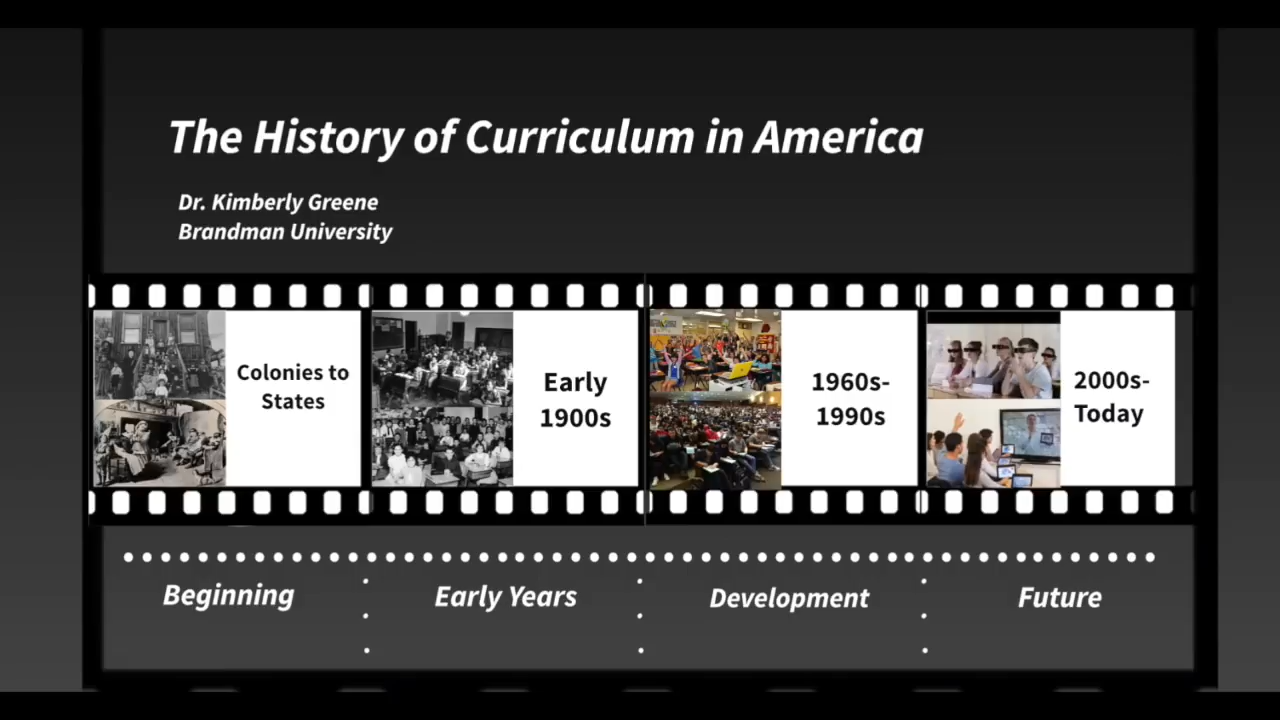 The History of Curriculum in America
Dr. Kimberly Greene
Brandman University
Colonies to
States
Early
1900s
1960s-
1990s
2000s-
Today
Beginning
Early Years
Development
Future